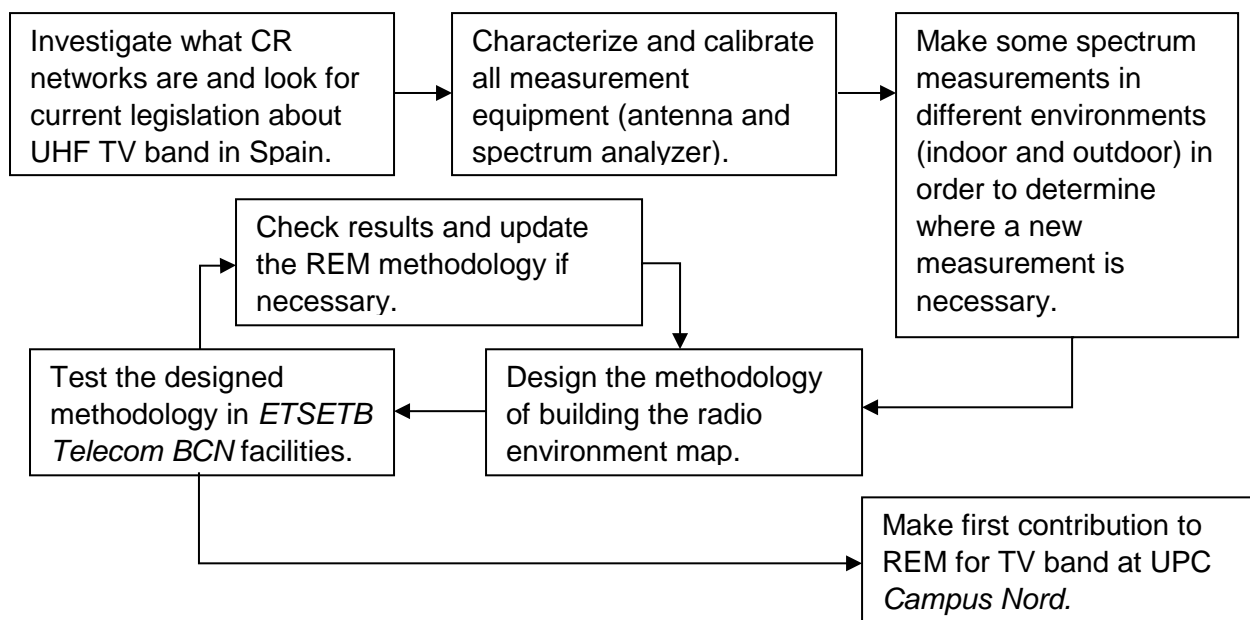 Investigate what CR
networks are and look for
current legislation about
UHF TV band in Spain.
Characterize and calibrate
all measurement
equipment (antenna and
spectrum analyzer).
Make some spectrum
measurements in
different environments
(indoor and outdoor) in
order to determine
where a new
measurement is
necessary.
Check results and update
the REM methodology if
necessary.
Test the designed
methodology in ETSETB
Telecom BCN facilities.
Design the methodology
of building the radio
environment map.
Make first contribution to
REM for TV band at UPC
Campus Nord.